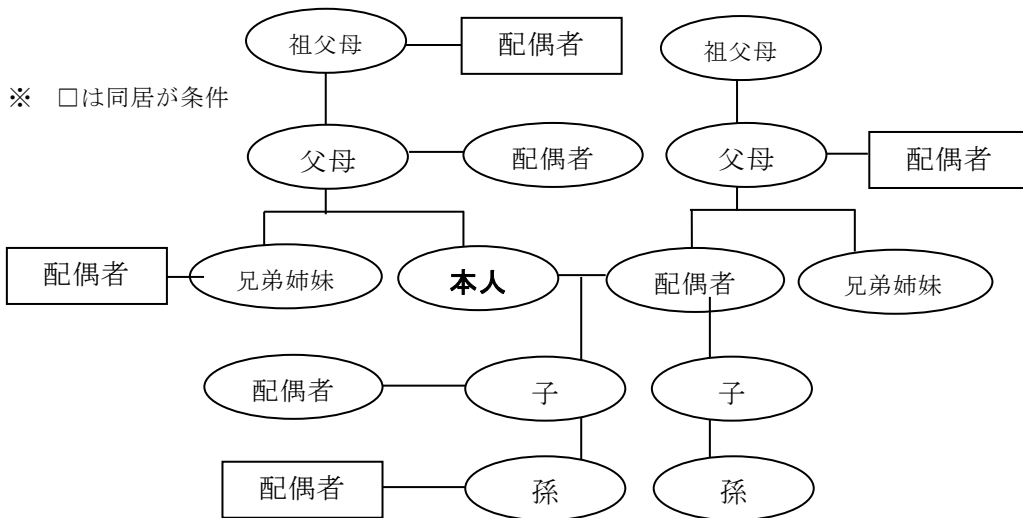 祖父母
配偶者
祖父母
※ □は同居が条件
父母
配偶者
父母
配偶者
配偶者
兄弟姉妹
本人
配偶者
兄弟姉妹
配偶者
子
子
配偶者
孫
孫